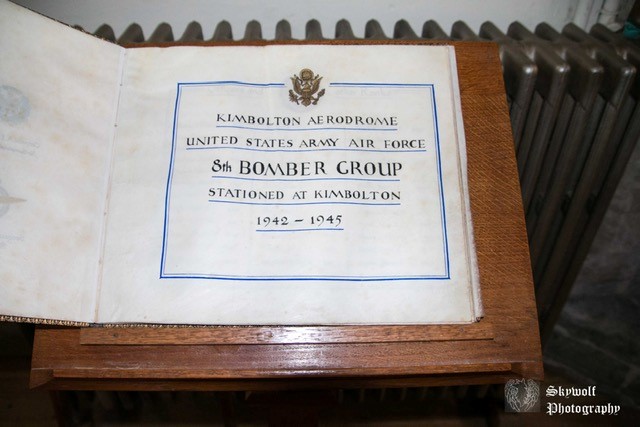 KIMBOLTON AERODROME
UNITED STATES ARMY AIR FORCE
8th BOMBER GROUP
STATIONED AT KIMBOLTON
1942 - 1945
Skywolf
Photography